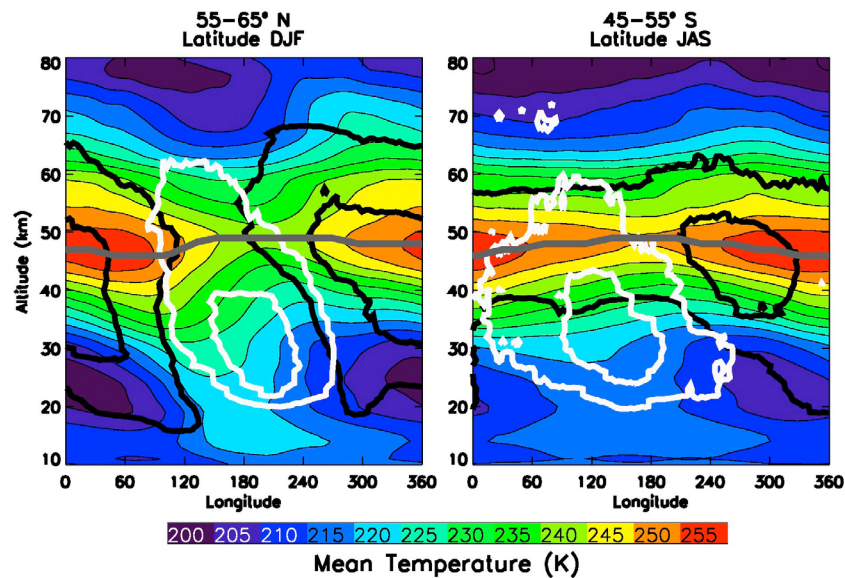 55-65° N
Latitude DJF
45-55° S
Latitude JAS
80
70
60
50
40
30
20
10
Altitude (km)
0 60 120 180 240 300 360
Longitude
80
70
60
50
40
30
20
10
0 60 120 180 240 300 360
Longitude
200 205 210 215 220 225 230 235 240 245 250 255
Mean Temperature (K)